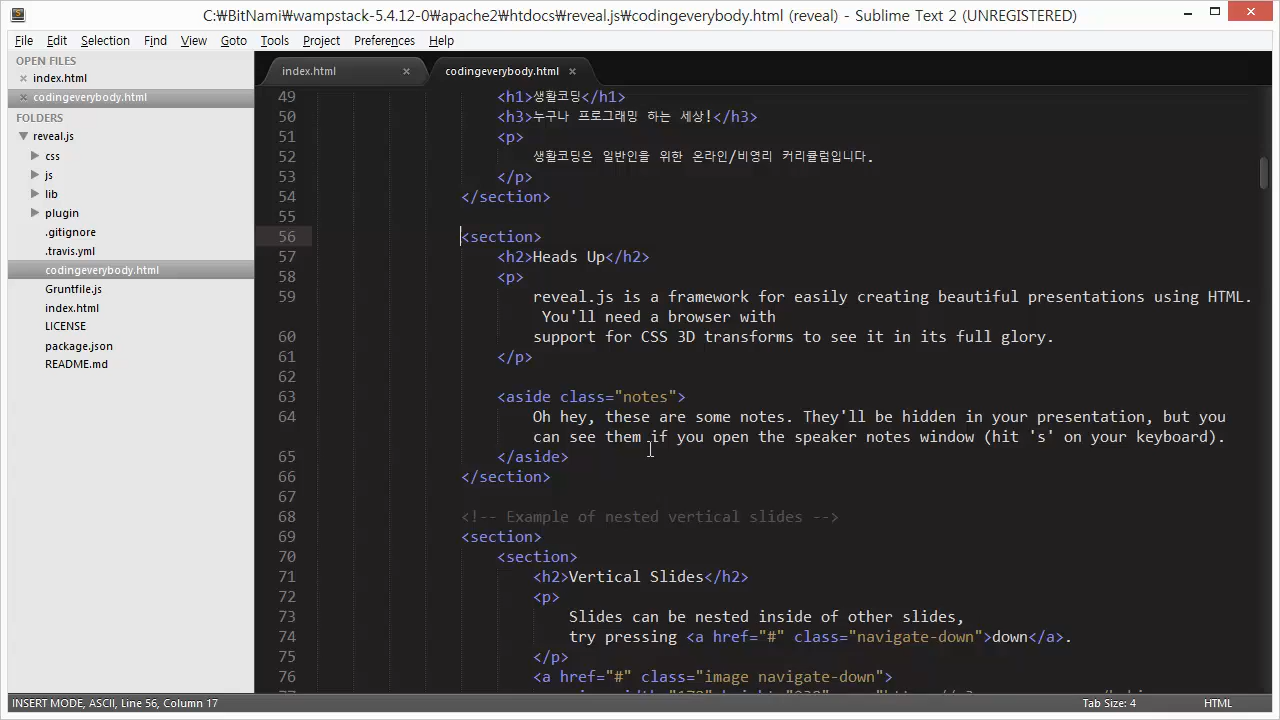 C:₩BitNami₩wampstack-5.4.12-0₩apache2₩htdocs₩reveal.js₩codingeverybody.html (reveal) - Sublime Text 2 (UNREGISTERED)
File Edit Selection Find View Goto Tools Project Preferences Help
OPEN FILES
index.html
codingeverybody.html
FOLDERS
reveal.js
css
js
lib
plugin
.gitignore
.travis.yml
codingeverybody.html
Gruntfile.js
index.html
LICENSE
package.json
README.md
index.html codingeverybody.html
49 <h1>생활코딩</h1>
50 <h3>누구나 프로그래밍 하는 세상!</h3>
51 <p>
52 생활코딩은 일반인을 위한 온라인/비영리 커리큘럼입니다.
53 </p>
54 </section>
55
56 <section>
57 <h2>Heads Up</h2>
58 <p>
59 reveal.js is a framework for easily creating beautiful presentations using HTML.
You'll need a browser with
60 support for CSS 3D transforms to see it in its full glory.
61 </p>
62
63 <aside class="notes">
64 Oh hey, these are some notes. They'll be hidden in your presentation, but you
can see them if you open the speaker notes window (hit 's' on your keyboard).
65 </aside>
66 </section>
67
68 <!-- Example of nested vertical slides -->
69 <section>
70 <section>
71 <h2>Vertical Slides</h2>
72 <p>
73 Slides can be nested inside of other slides,
74 try pressing <a href="#" class="navigate-down">down</a>.
75 </p>
76 <a href="#" class="image navigate-down">
INSERT MODE, ASCII, Line 56, Column 17 Tab Size: 4 HTML